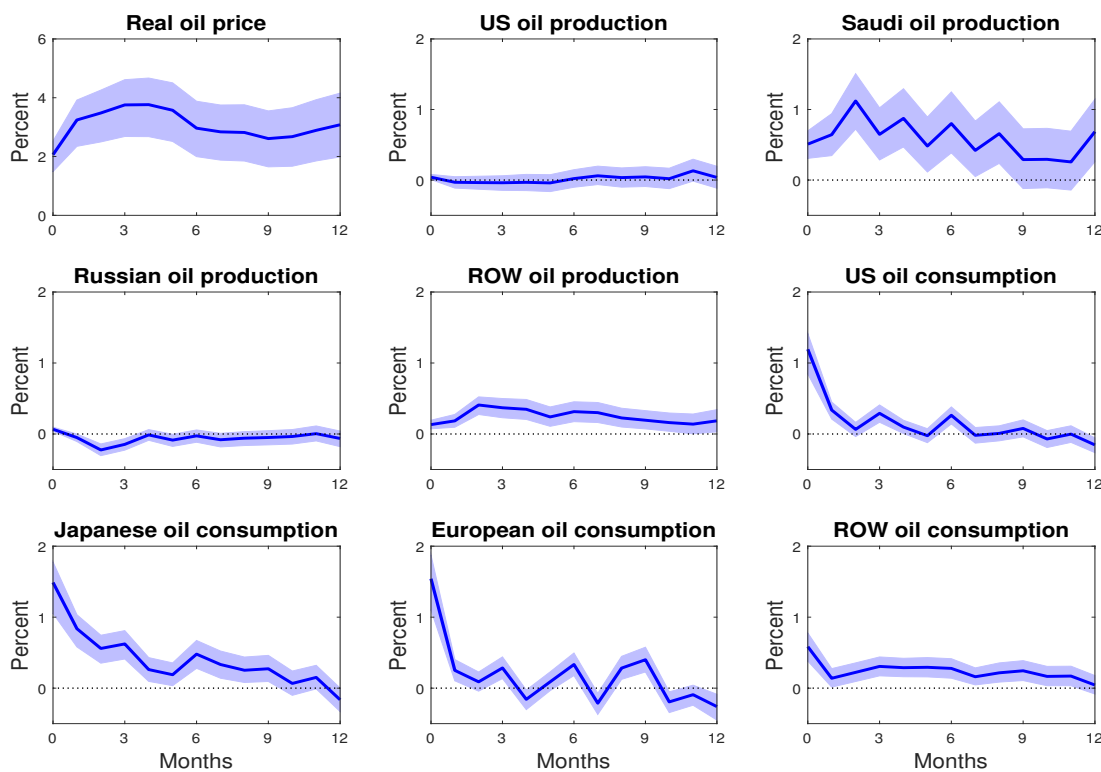 Real oil price
US oil production
Saudi oil production
Percent
6
4
2
0
0 3 6 9 12
Percent
2
1
0
0 3 6 9 12
Percent
2
1
0
0 3 6 9 12
Russian oil production
ROW oil production
US oil consumption
Percent
2
1
0
0 3 6 9 12
Percent
2
1
0
0 3 6 9 12
Percent
2
1
0
0 3 6 9 12
Japanese oil consumption
European oil consumption
ROW oil consumption
Percent
2
1
0
0 3 6 9 12
Months
Percent
2
1
0
0 3 6 9 12
Months
Percent
2
1
0
0 3 6 9 12
Months